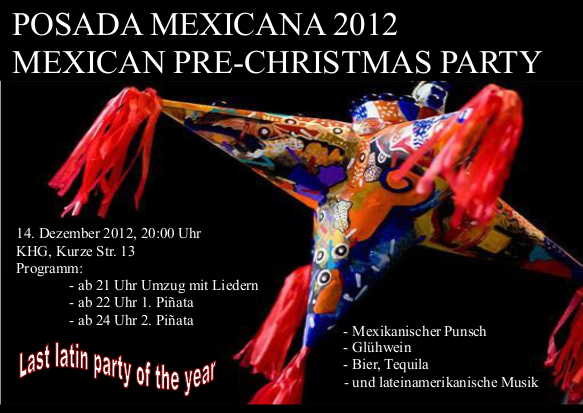 POSADA MEXICANA 2012
MEXICAN PRE-CHRISTMAS PARTY
14. Dezember 2012, 20:00 Uhr
KHG, Kurze Str. 13
Programm:
- ab 21 Uhr Umzug mit Liedern
- ab 22 Uhr 1. Piñata
- ab 24 Uhr 2. Piñata
Last latin party of the year
- Mexikanischer Punsch
- Glühwein
- Bier, Tequila
- und lateinamerikanische Musik